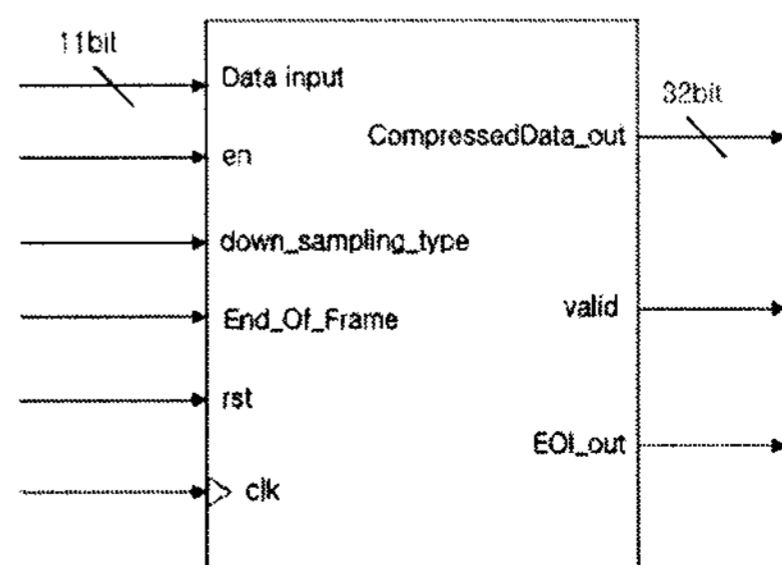 11bit
Data input
32bit
CompressedData_out
en
down_sampling_type
End_Of_Frame
valid
rst
EOI_out
clk